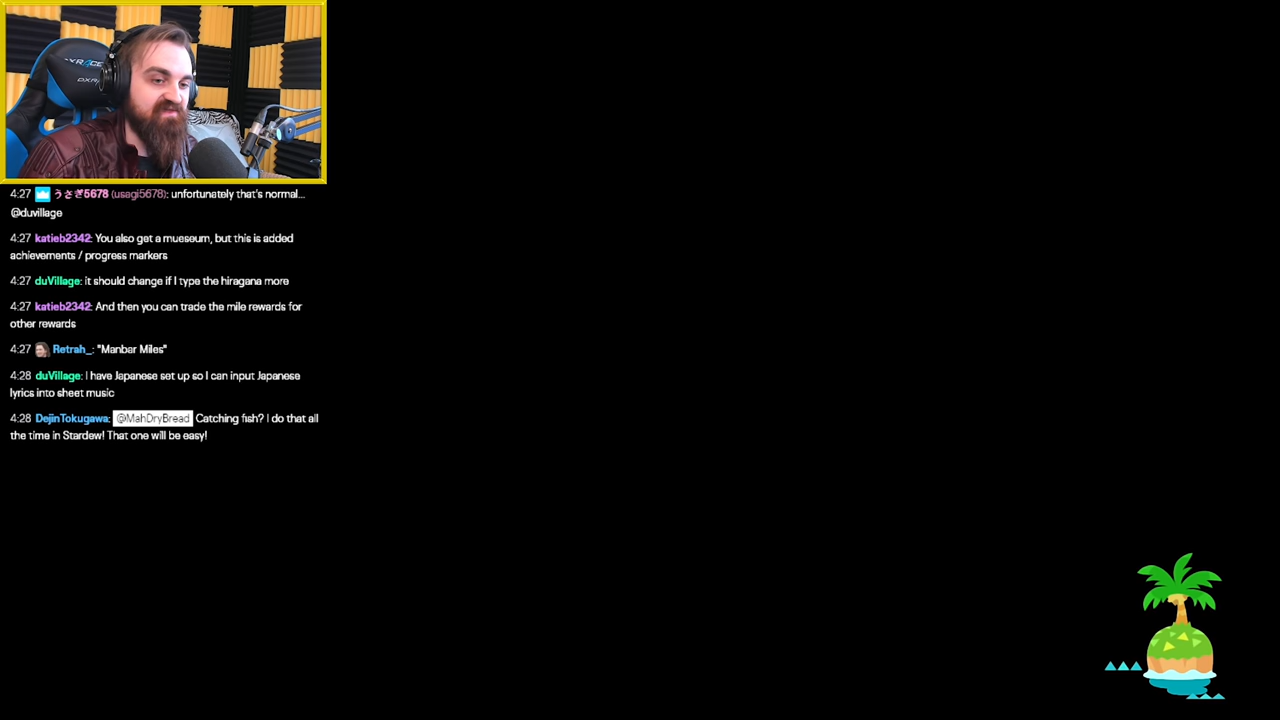 DXRACER
DXRA
4:27 うさぎ5678 (usagi5678): unfortunately that's normal...
@duvillage
4:27 katieb2342: You also get a mueseum, but this is added
achievements / progress markers
4:27 duVillage: it should change if I type the hiragana more
4:27 katieb2342: And then you can trade the mile rewards for
other rewards
4:27 Retrah_: "Manbar Miles"
4:28 duVillage: I have Japanese set up so I can input Japanese
lyrics into sheet music
4:28 DejinTokugawa: @MahDryBread Catching fish? I do that all
the time in Stardew! That one will be easy!